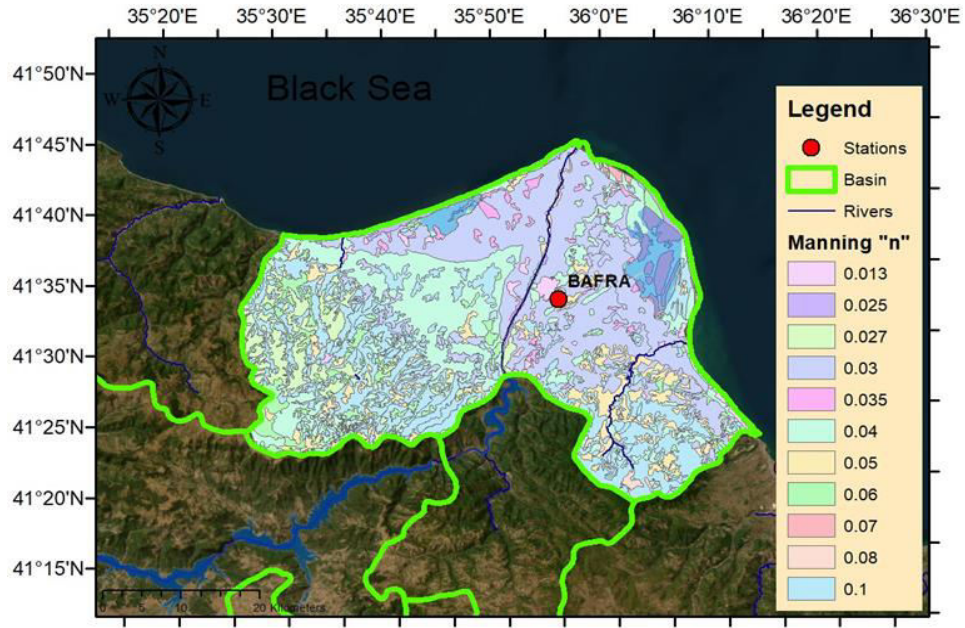 35°20'E 35°30'E 35°40'E 35°50'E 36°0'E 36°10'E 36°20'E 36°30'E
41°50'N
41°45'N
41°40'N
41°35'N
41°30'N
41°25'N
41°20'N
41°15'N
N
W E
S
Black Sea
BAFRA
0 5 10 20 Kilometers
Legend
Stations
Basin
Rivers
Manning "n"
0.013
0.025
0.027
0.03
0.035
0.04
0.05
0.06
0.07
0.08
0.1